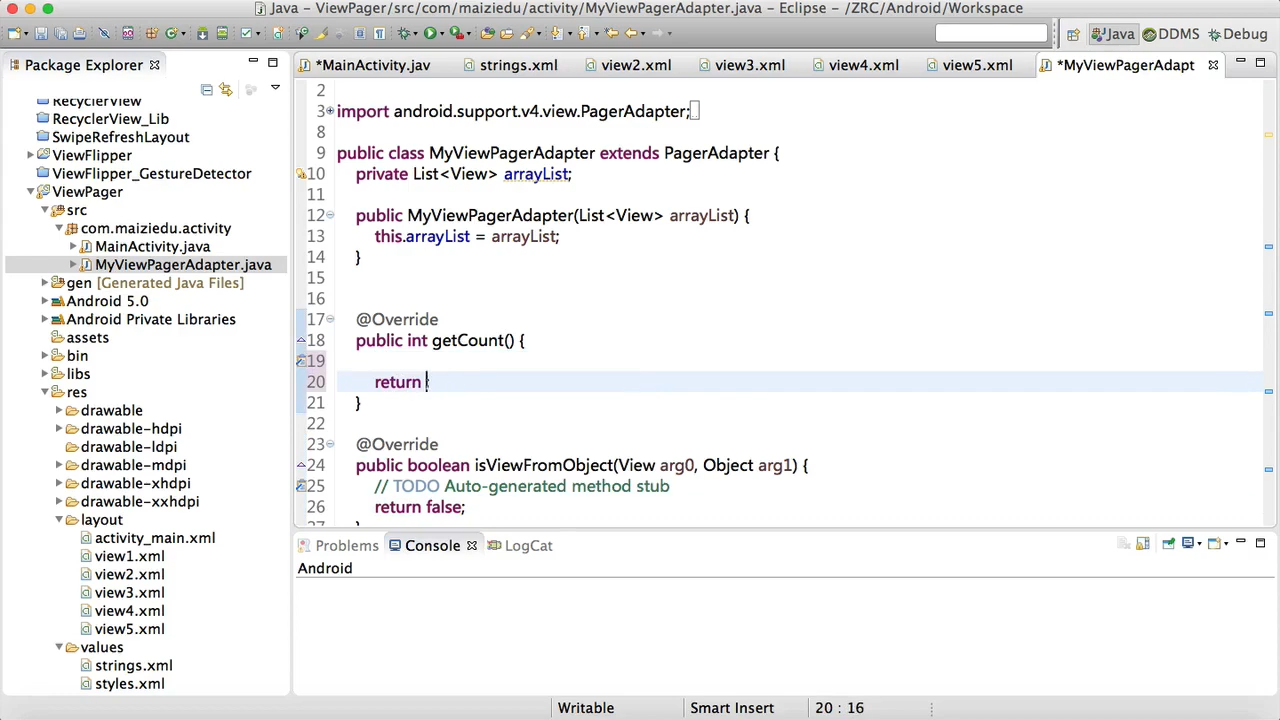 Java – ViewPager/src/com/maiziedu/activity/MyViewPagerAdapter.java – Eclipse – /ZRC/Android/Workspace
Java
DDMS
Debug
Package Explorer
*MainActivity.jav
strings.xml
view2.xml
view3.xml
view4.xml
view5.xml
*MyViewPagerAdapt
RecyclerView
RecyclerView_Lib
SwipeRefreshLayout
ViewFlipper
ViewFlipper_GestureDetector
ViewPager
src
com.maiziedu.activity
MainActivity.java
MyViewPagerAdapter.java
gen [Generated Java Files]
Android 5.0
Android Private Libraries
assets
bin
libs
res
drawable
drawable-hdpi
drawable-ldpi
drawable-mdpi
drawable-xhdpi
drawable-xxhdpi
layout
activity_main.xml
view1.xml
view2.xml
view3.xml
view4.xml
view5.xml
values
strings.xml
styles.xml
2
3 import android.support.v4.view.PagerAdapter;
8
9 public class MyViewPagerAdapter extends PagerAdapter {
10 private List<View> arrayList;
11
12 public MyViewPagerAdapter(List<View> arrayList) {
13 this.arrayList = arrayList;
14 }
15
16
17 @Override
18 public int getCount() {
19
20 return ;
21 }
22
23 @Override
24 public boolean isViewFromObject(View arg0, Object arg1) {
25 // TODO Auto-generated method stub
26 return false;
27 }
Problems
Console
LogCat
Android
Writable
Smart Insert
20 : 16